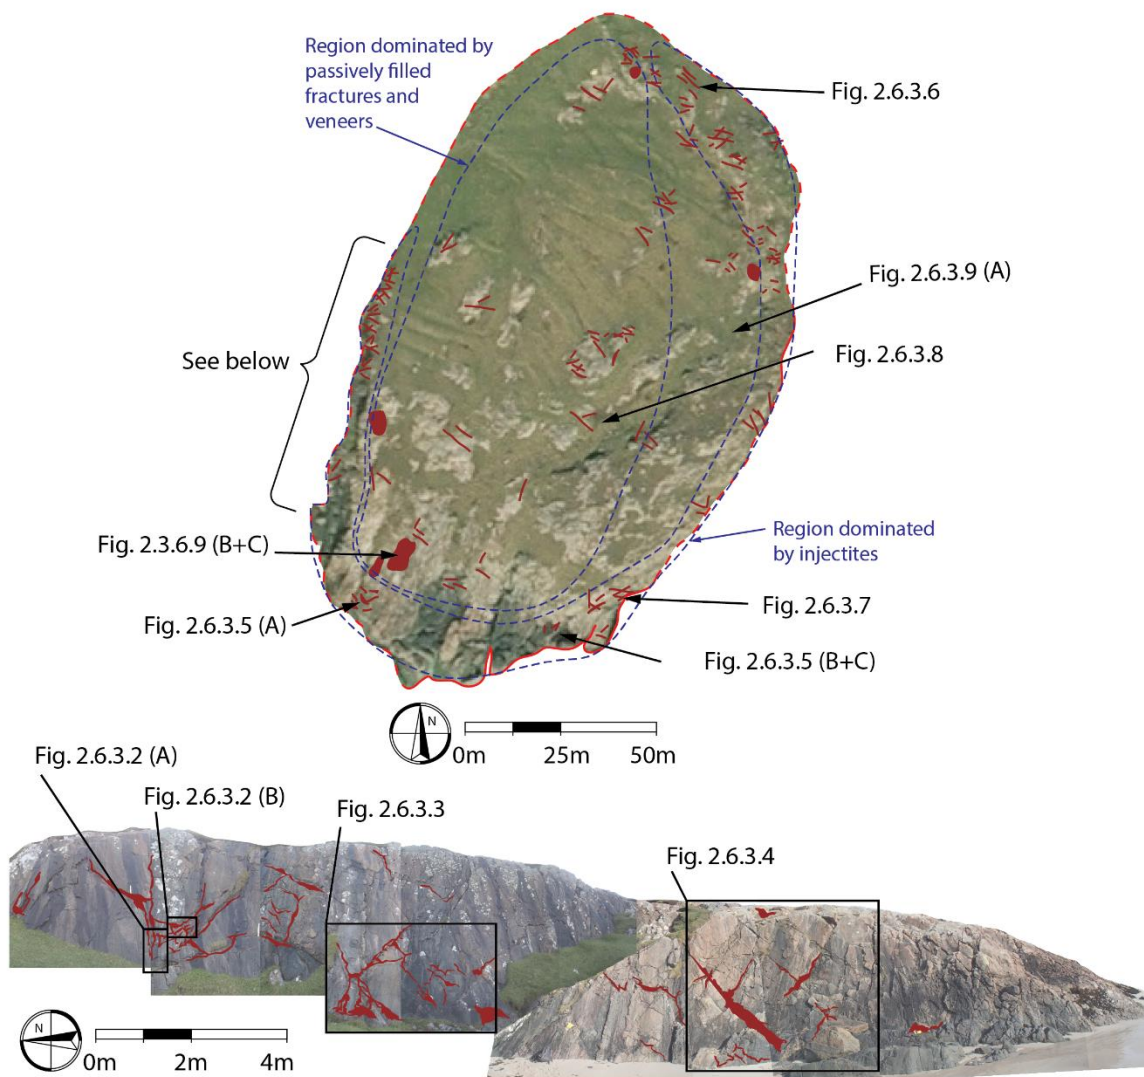 Region dominated by
passively filled
fractures and
veneers
Fig. 2.6.3.6
Fig. 2.6.3.9 (A)
See below
Fig. 2.6.3.8
Fig. 2.3.6.9 (B+C)
Region dominated
by injectites
Fig. 2.6.3.7
Fig. 2.6.3.5 (A)
Fig. 2.6.3.5 (B+C)
N
0m 25m 50m
Fig. 2.6.3.2 (A)
Fig. 2.6.3.2 (B)
Fig. 2.6.3.3
Fig. 2.6.3.4
N
0m 2m 4m